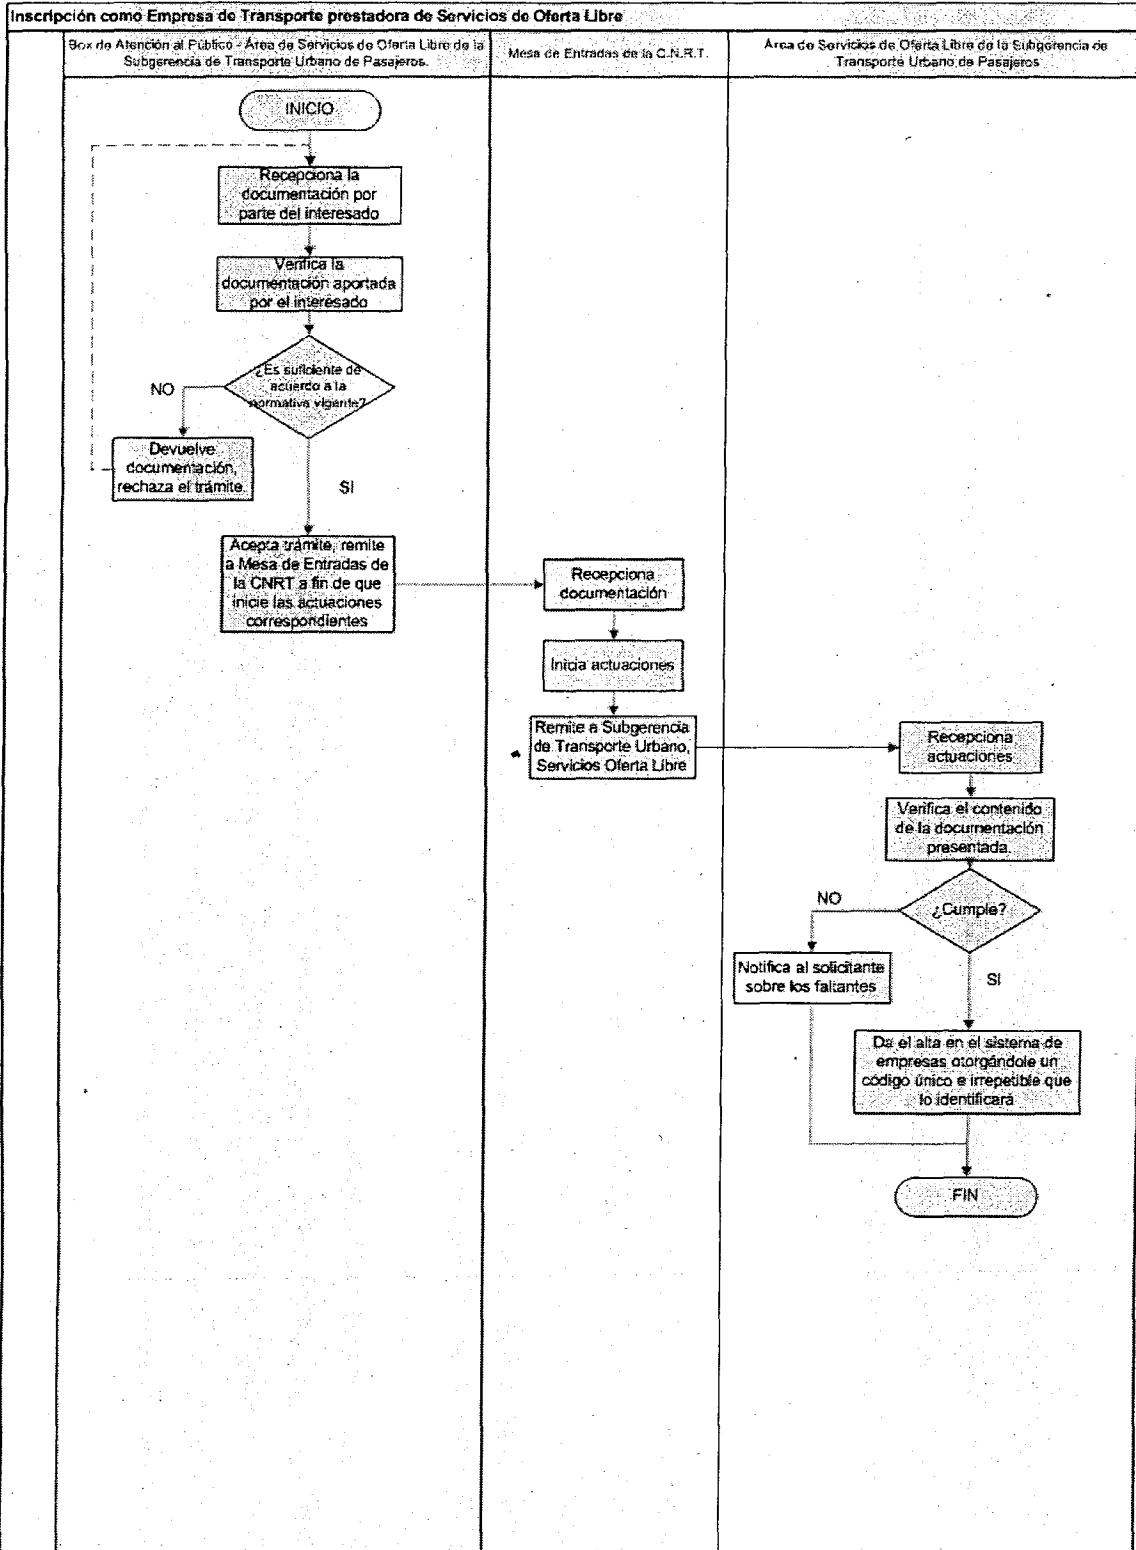 Inscripción como Empresa de Transporte prestadora de Servicios de Oferta Libre
Box de Atención al Público - Área de Servicios de Oferta Libre de la
Subgerencia de Transporte Urbano de Pasajeros.
Mesa de Entradas de la C.N.R.T.
Área de Servicios de Oferta Libre de la Subgerencia de
Transporte Urbano de Pasajeros
INICIO
Recepciona la
documentación por
parte del interesado
Verifica la
documentación aportada
por el interesado
¿Es suficiente de
acuerdo a la
normativa vigente?
NO
Devuelve
documentación,
rechaza el trámite.
SI
Acepta trámite, remite
a Mesa de Entradas de
la CNRT a fin de que
inicie las actuaciones
correspondientes
Recepciona
documentación
Inicia actuaciones
Remite a Subgerencia
de Transporte Urbano,
Servicios Oferta Libre
Recepciona
actuaciones
Verifica el contenido
de la documentación
presentada.
¿Cumple?
NO
Notifica al solicitante
sobre los faltantes
SI
Da el alta en el sistema de
empresas otorgándole un
código único e irrepetible que
lo identificará
FIN